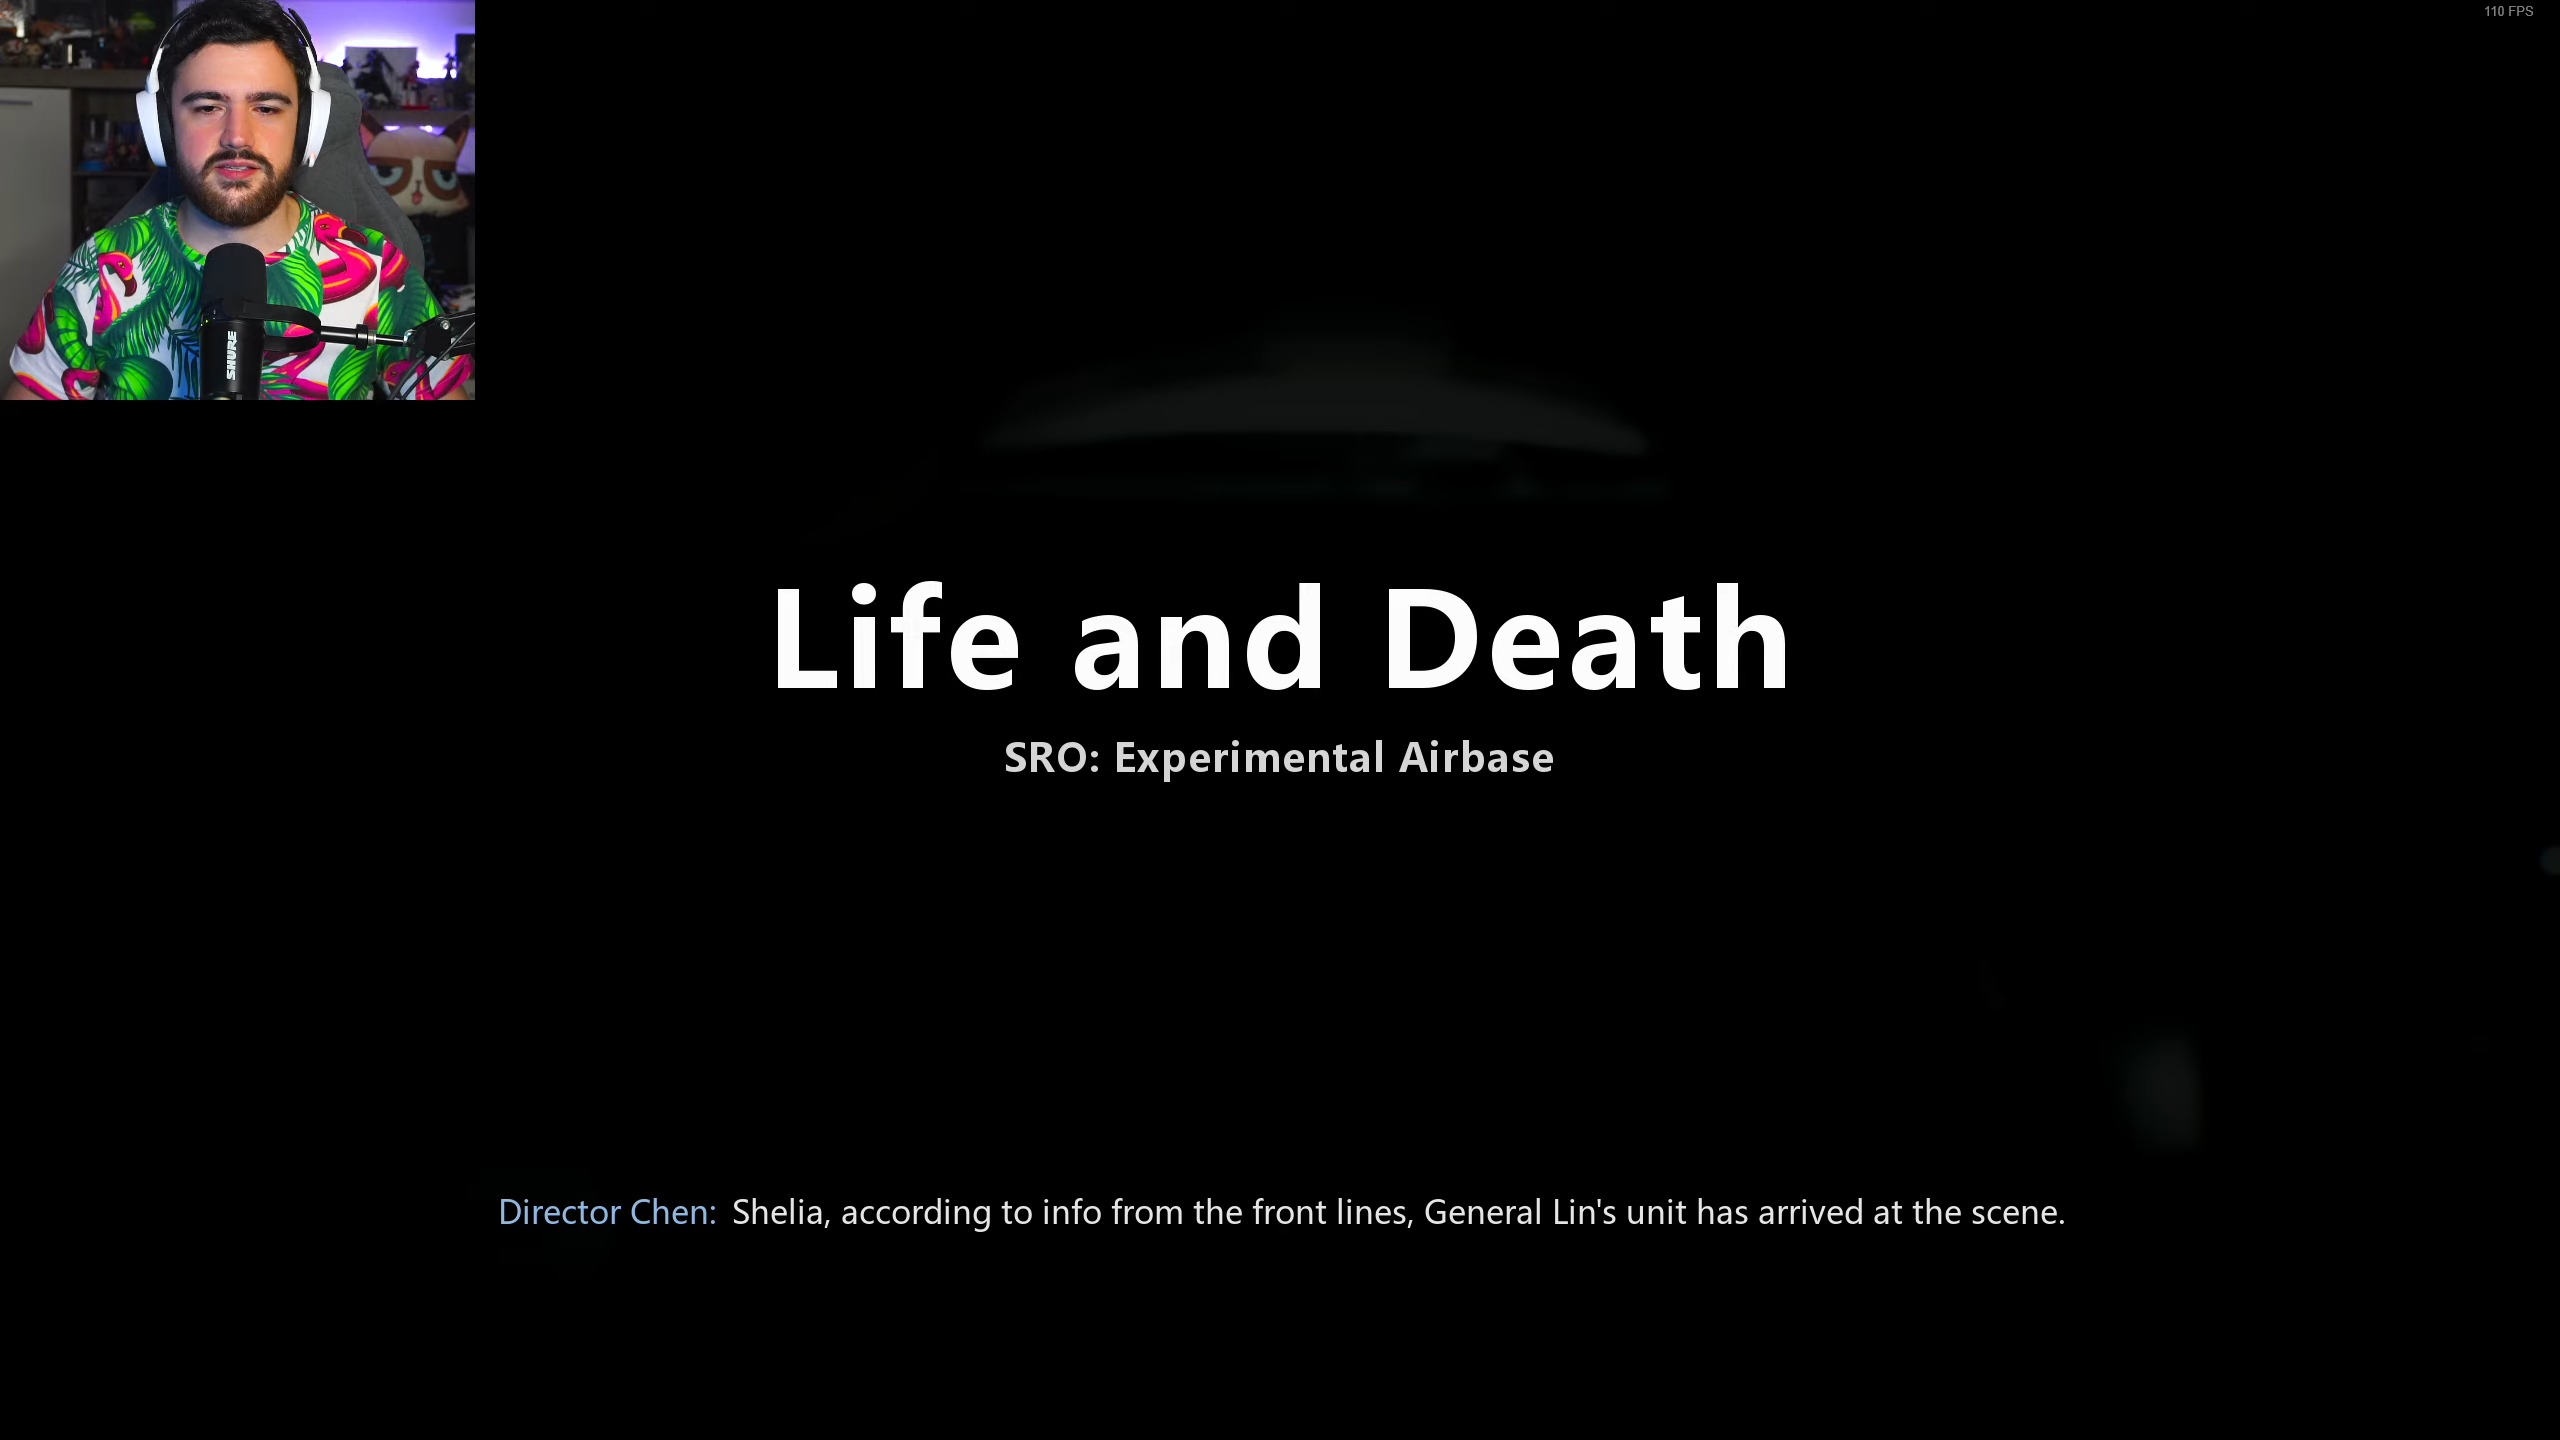 110 FPS
SHURE
Life and Death
SRO: Experimental Airbase
Director Chen: Shelia, according to info from the front lines, General Lin's unit has arrived at the scene.